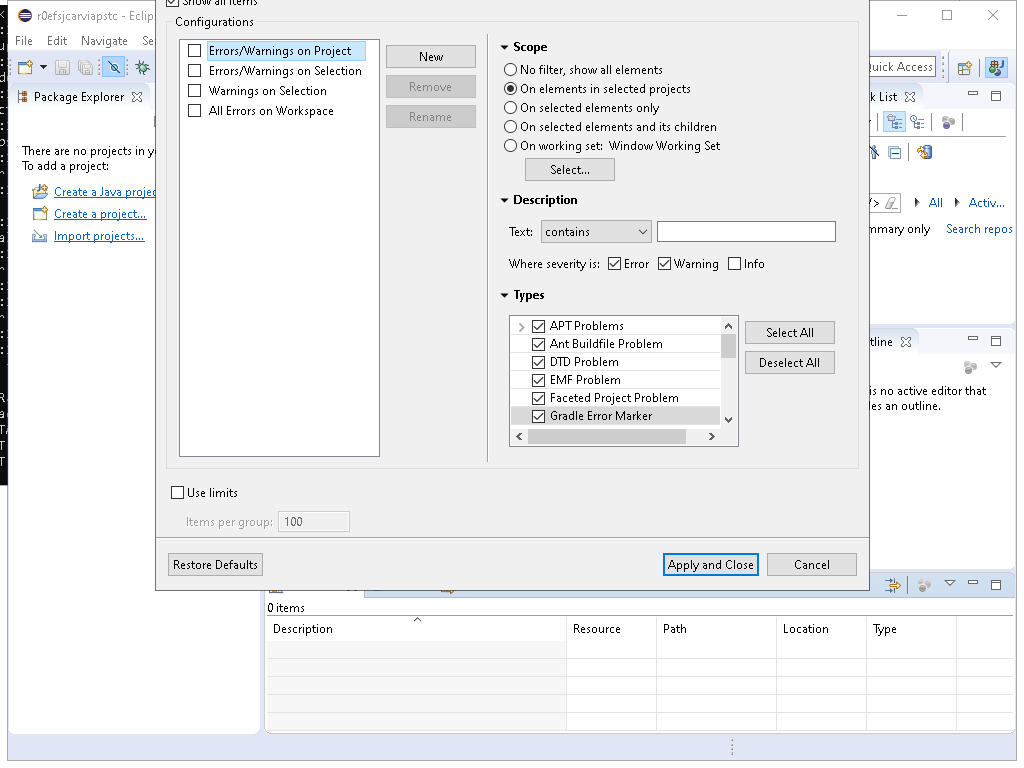 Show all items
r0efsjcarviapstc - Eclip
File Edit Navigate Se
Quick Access
Package Explorer
There are no projects in y
To add a project:
Create a Java projec
Create a project...
Import projects...
Configurations
Errors/Warnings on Project
Errors/Warnings on Selection
Warnings on Selection
All Errors on Workspace
New
Remove
Rename
Scope
No filter, show all elements
On elements in selected projects
On selected elements only
On selected elements and its children
On working set: Window Working Set
Select...
Description
Text: contains
Where severity is: Error Warning Info
Types
APT Problems
Ant Buildfile Problem
DTD Problem
EMF Problem
Faceted Project Problem
Gradle Error Marker
Select All
Deselect All
Use limits
Items per group: 100
Restore Defaults
Apply and Close
Cancel
k List
All Activ...
mmary only Search repos
tline
is no active editor that
es an outline.
0 items
Description Resource Path Location Type